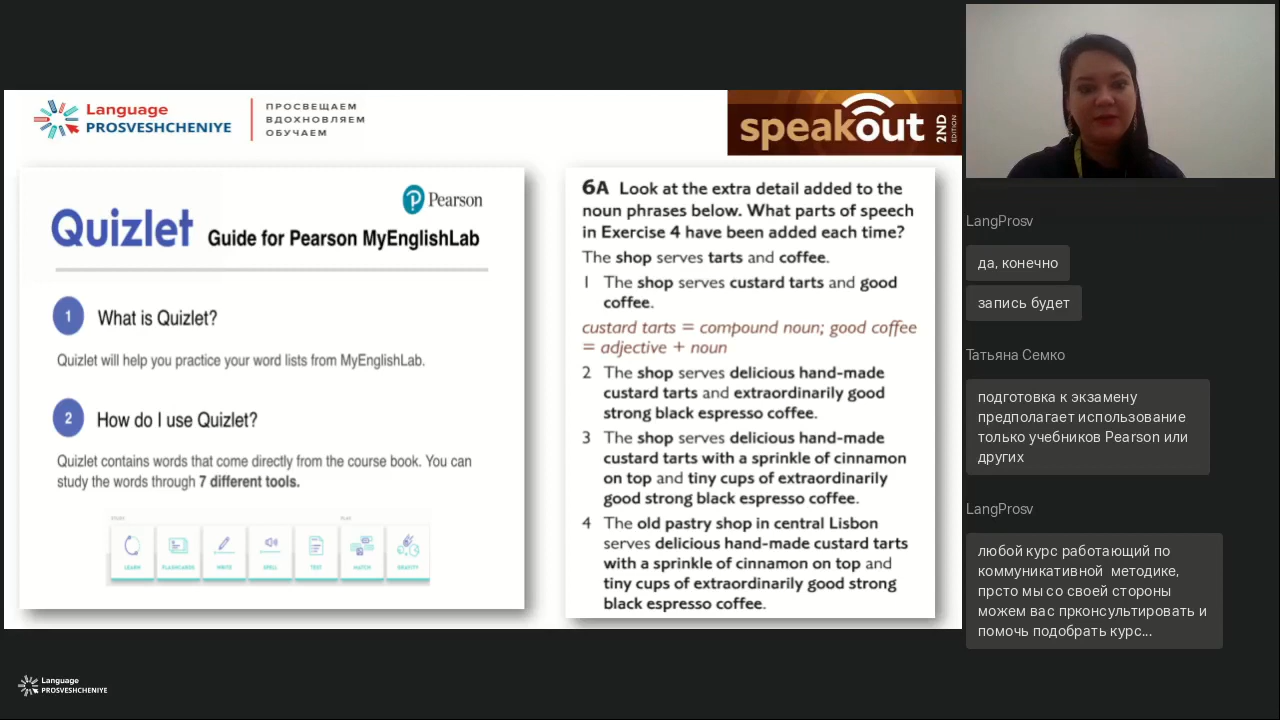 Language
PROSVESHCHENIYE
ПРОСВЕЩАЕМ
ВДОХНОВЛЯЕМ
ОБУЧАЕМ
speakout 2ND EDITION
Pearson
Quizlet Guide for Pearson MyEnglishLab
1 What is Quizlet?
Quizlet will help you practice your word lists from MyEnglishLab.
2 How do I use Quizlet?
Quizlet contains words that come directly from the course book. You can
study the words through 7 different tools.
STUDY PLAY
LEARN FLASHCARDS WRITE SPELL TEST MATCH GRAVITY
6A Look at the extra detail added to the
noun phrases below. What parts of speech
in Exercise 4 have been added each time?
The shop serves tarts and coffee.
1 The shop serves custard tarts and good
coffee.
custard tarts = compound noun; good coffee
= adjective + noun
2 The shop serves delicious hand-made
custard tarts and extraordinarily good
strong black espresso coffee.
3 The shop serves delicious hand-made
custard tarts with a sprinkle of cinnamon
on top and tiny cups of extraordinarily
good strong black espresso coffee.
4 The old pastry shop in central Lisbon
serves delicious hand-made custard tarts
with a sprinkle of cinnamon on top and
tiny cups of extraordinarily good strong
black espresso coffee.
Language
PROSVESHCHENIYE
LangProsv
да, конечно
запись будет
Татьяна Семко
подготовка к экзамену
предполагает использование
только учебников Pearson или
других
LangProsv
любой курс работающий по
коммуникативной методике,
прсто мы со своей стороны
можем вас прконсультировать и
помочь подобрать курс...